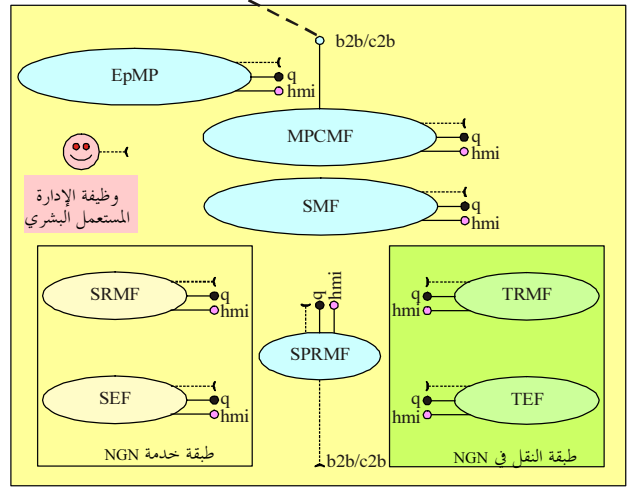 b2b/c2b
EpMP
q
hmi
MPCMF
q
hmi
وظيفة الإدارة
المستعمل البشري
SMF
q
hmi
SRMF
q
hmi
q
hmi
SPRMF
TRMF
q
hmi
SEF
q
hmi
TEF
q
hmi
طبقة خدمة NGN
b2b/c2b
طبقة النقل في NGN